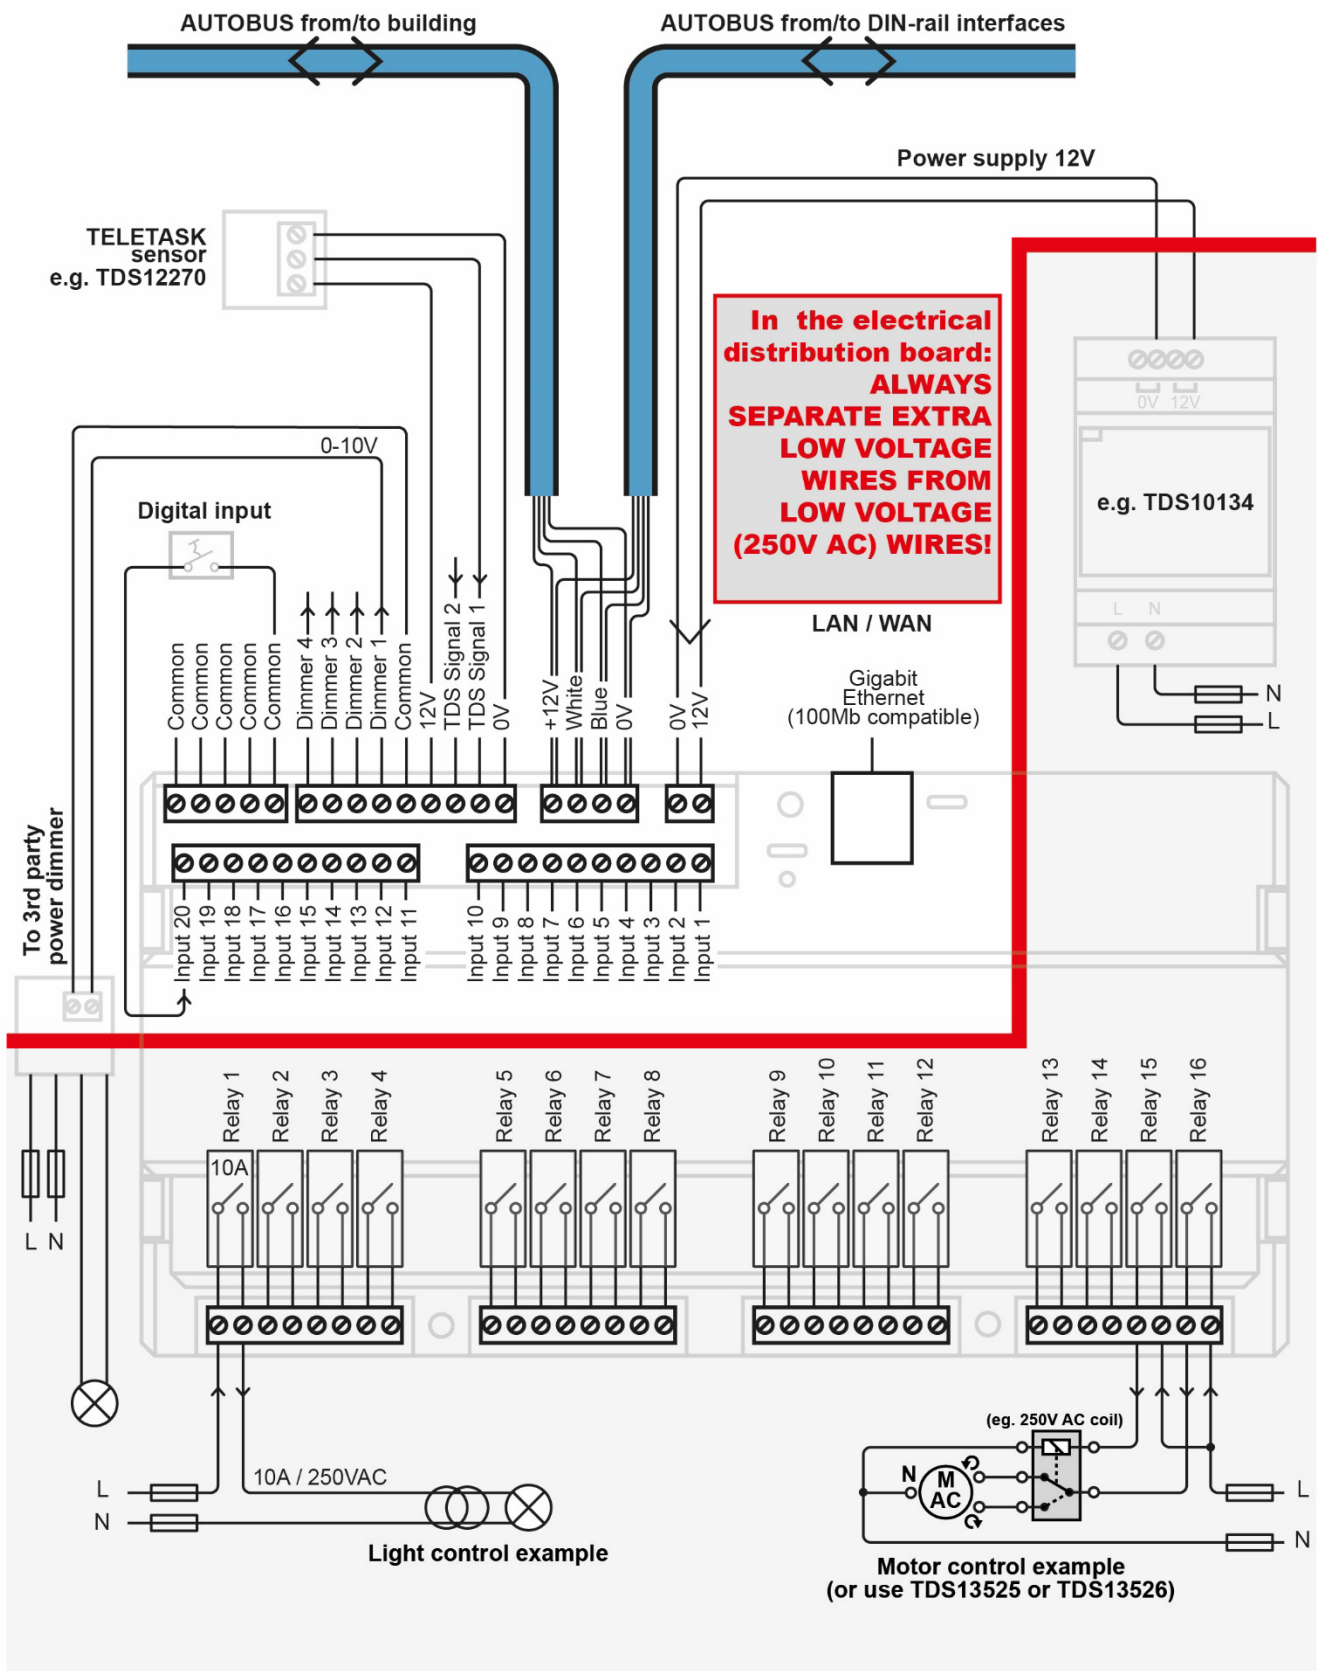 AUTOBUS from/to building
AUTOBUS from/to DIN-rail interfaces
Power supply 12V
TELETASK
sensor
e.g. TDS12270
In the electrical
distribution board:
ALWAYS
SEPARATE EXTRA
LOW VOLTAGE
WIRES FROM
LOW VOLTAGE
(250V AC) WIRES!
0V 12V
e.g. TDS10134
L N
N
L
0-10V
Digital input
LAN / WAN
Gigabit
Ethernet
(100Mb compatible)
Common
Common
Common
Common
Common
Dimmer 4
Dimmer 3
Dimmer 2
Dimmer 1
Common
12V
TDS Signal 2
TDS Signal 1
0V
+12V
White
Blue
0V
0V
12V
To 3rd party
power dimmer
Input 20
Input 19
Input 18
Input 17
Input 16
Input 15
Input 14
Input 13
Input 12
Input 11
Input 10
Input 9
Input 8
Input 7
Input 6
Input 5
Input 4
Input 3
Input 2
Input 1
Relay 1
Relay 2
Relay 3
Relay 4
Relay 5
Relay 6
Relay 7
Relay 8
Relay 9
Relay 10
Relay 11
Relay 12
Relay 13
Relay 14
Relay 15
Relay 16
10A
L N
L
N
10A / 250VAC
Light control example
(eg. 250V AC coil)
N
M
AC
L
N
Motor control example
(or use TDS13525 or TDS13526)